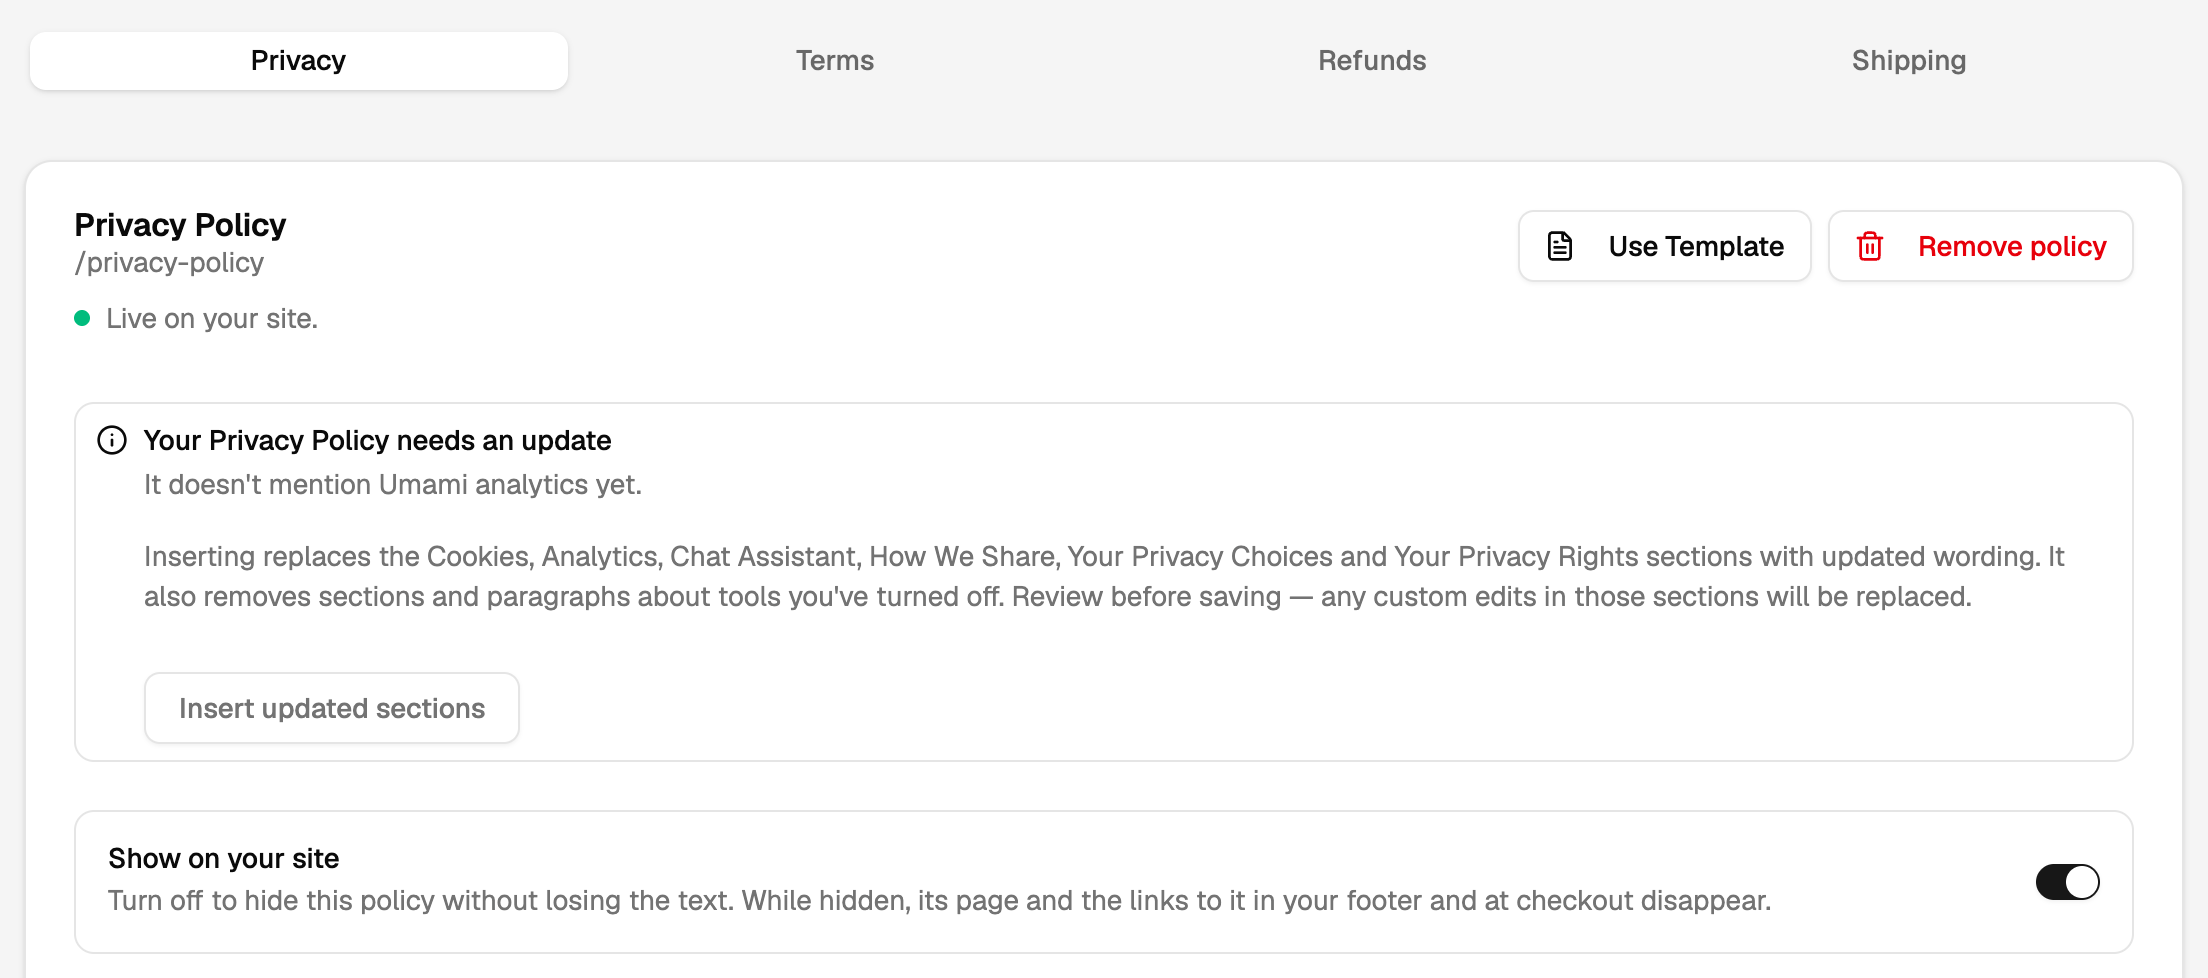 Privacy
Terms
Refunds
Shipping
Privacy Policy
/privacy-policy
Live on your site.
Use Template
Remove policy
Your Privacy Policy needs an update
It doesn't mention Umami analytics yet.
Inserting replaces the Cookies, Analytics, Chat Assistant, How We Share, Your Privacy Choices and Your Privacy Rights sections with updated wording. It
also removes sections and paragraphs about tools you've turned off. Review before saving — any custom edits in those sections will be replaced.
Insert updated sections
Show on your site
Turn off to hide this policy without losing the text. While hidden, its page and the links to it in your footer and at checkout disappear.